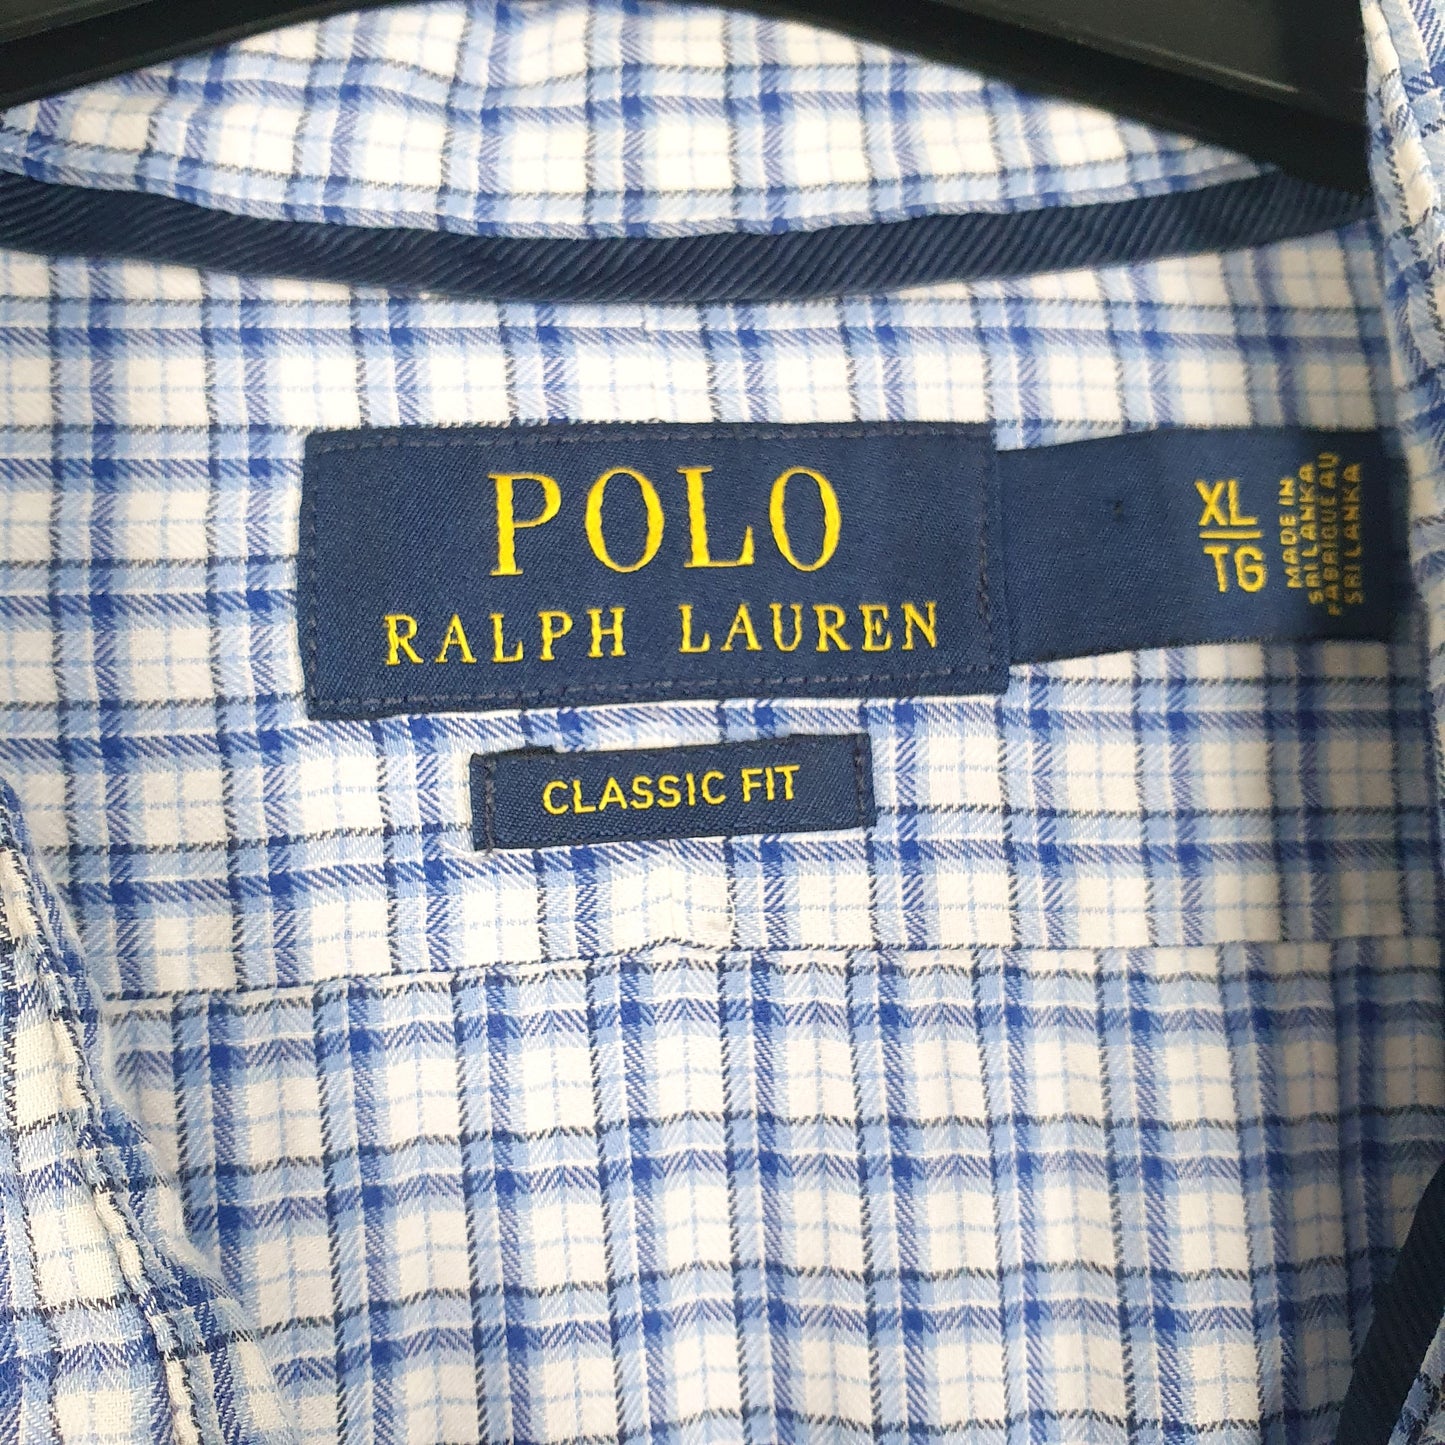 POLO
RALPH LAUREN
XL
TG
MADE IN
SRI LANKA
FABRIQUE AU
SRI LANKA
CLASSIC FIT